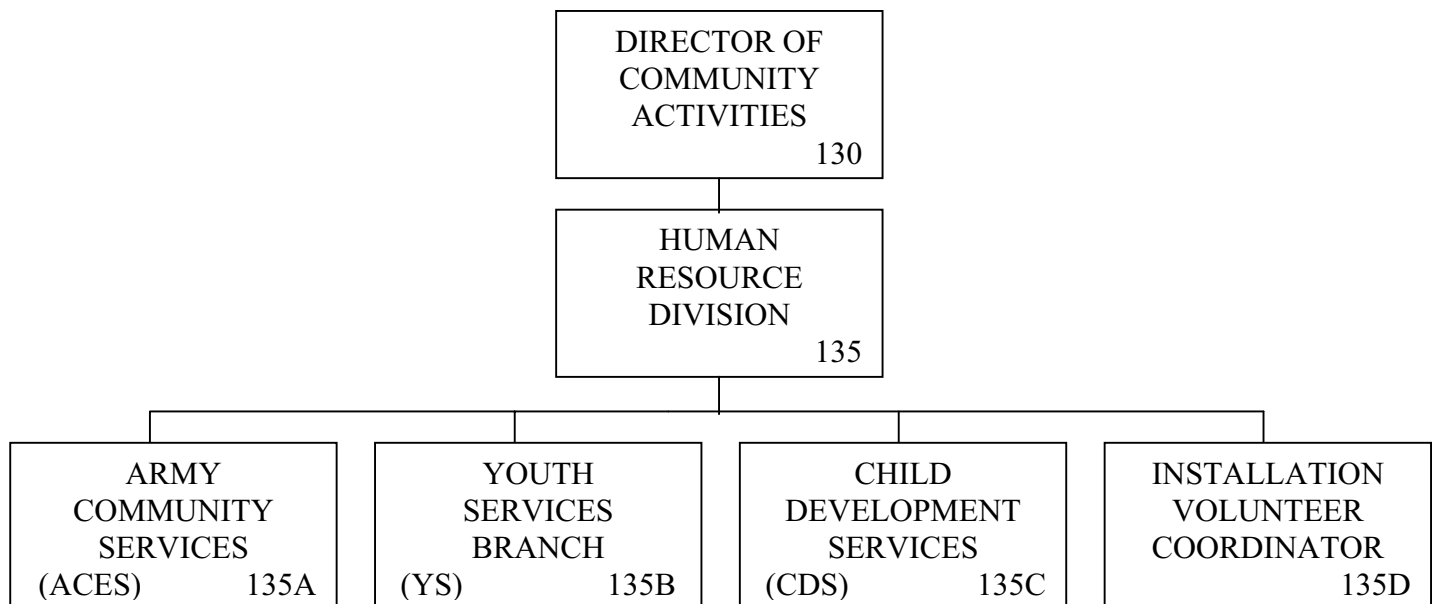 DIRECTOR OF
COMMUNITY
ACTIVITIES
130
HUMAN
RESOURCE
DIVISION
135
ARMY
COMMUNITY
SERVICES
(ACES) 135A
YOUTH
SERVICES
BRANCH
(YS) 135B
CHILD
DEVELOPMENT
SERVICES
(CDS) 135C
INSTALLATION
VOLUNTEER
COORDINATOR
135D